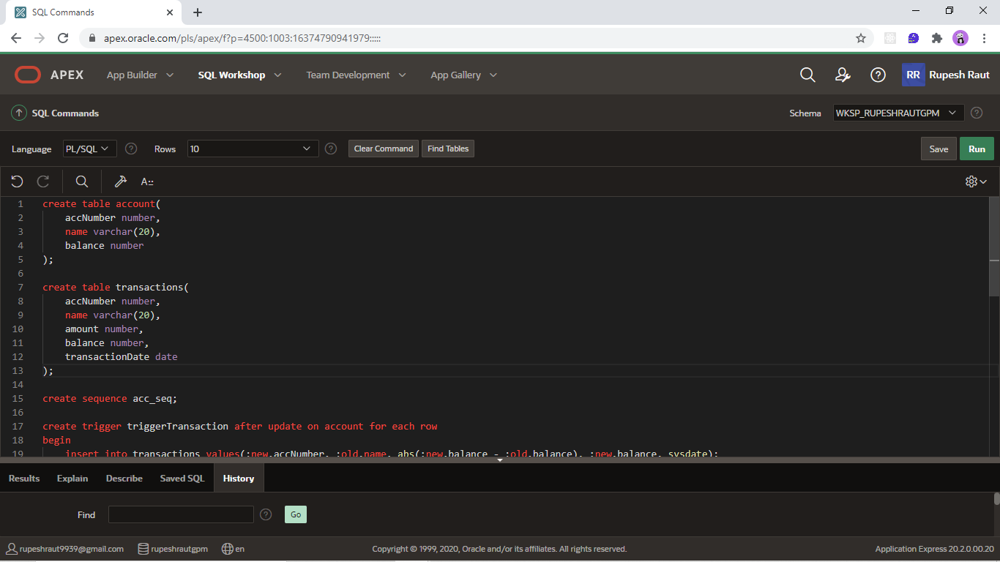 SQL Commands
apex.oracle.com/pls/apex/f?p=4500:1003:16374790941979:::::
APEX App Builder SQL Workshop Team Development App Gallery RR Rupesh Raut
SQL Commands Schema WKSP_RUPESHRAUTGPM
Language PL/SQL Rows 10 Clear Command Find Tables Save Run
A::
1 create table account(
2 accNumber number,
3 name varchar(20),
4 balance number
5 );
6
7 create table transactions(
8 accNumber number,
9 name varchar(20),
10 amount number,
11 balance number,
12 transactionDate date
13 );
14
15 create sequence acc_seq;
16
17 create trigger triggerTransaction after update on account for each row
18 begin
19 insert into transactions values(:new.accNumber, :old.name, abs(:new.balance - :old.balance), :new.balance, sysdate);
Results Explain Describe Saved SQL History
Find Go
rupeshraut9939@gmail.com rupeshrautgpm en Copyright © 1999, 2020, Oracle and/or its affiliates. All rights reserved. Application Express 20.2.0.00.20